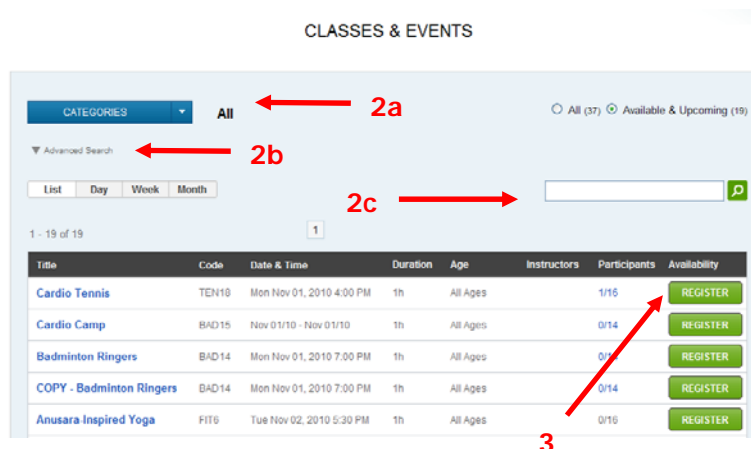 CLASSES & EVENTS
CATEGORIES All 2a All (37) Available & Upcoming (19)
Advanced Search 2b
List Day Week Month 2c
1 - 19 of 19 1
Title Code Date & Time Duration Age Instructors Participants Availability
Cardio Tennis TEN18 Mon Nov 01, 2010 4:00 PM 1h All Ages 1/16 REGISTER
Cardio Camp BAD15 Nov 01/10 - Nov 01/10 1h All Ages 0/14 REGISTER
Badminton Ringers BAD14 Mon Nov 01, 2010 7:00 PM 1h All Ages REGISTER
COPY - Badminton Ringers BAD14 Mon Nov 01, 2010 7:00 PM 1h All Ages 0/14 REGISTER
Anusara-Inspired Yoga FIT6 Tue Nov 02, 2010 5:30 PM 1h All Ages 0/16 REGISTER
3